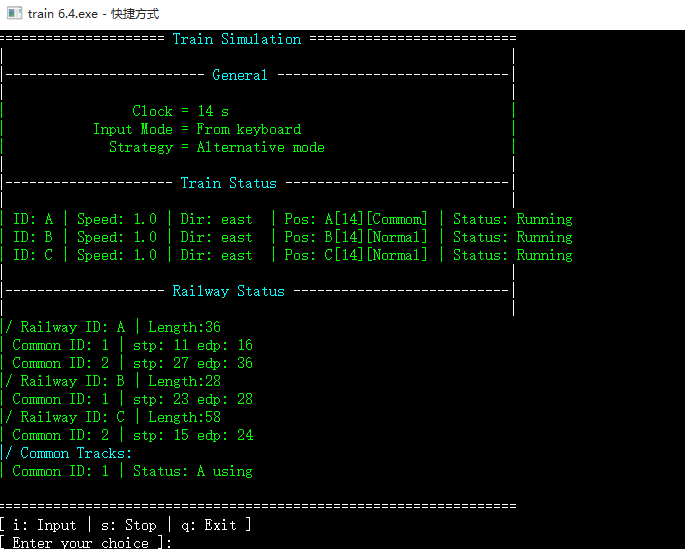 train 6.4.exe - 快捷方式
===================== Train Simulation ==========================
|                                                               |
|------------------------- General -----------------------------|
|                                                               |
|                Clock = 14 s                                   |
|           Input Mode = From keyboard                          |
|             Strategy = Alternative mode                       |
|                                                               |
|--------------------- Train Status ----------------------------|
|                                                               |
| ID: A | Speed: 1.0 | Dir: east  | Pos: A[14][Commom] | Status: Running
| ID: B | Speed: 1.0 | Dir: east  | Pos: B[14][Normal] | Status: Running
| ID: C | Speed: 1.0 | Dir: east  | Pos: C[14][Normal] | Status: Running
|                                                               |
|-------------------- Railway Status ---------------------------|
|                                                               |
|/ Railway ID: A | Length:36
| Common ID: 1 | stp: 11 edp: 16
| Common ID: 2 | stp: 27 edp: 36
|/ Railway ID: B | Length:28
| Common ID: 1 | stp: 23 edp: 28
|/ Railway ID: C | Length:58
| Common ID: 2 | stp: 15 edp: 24
|/ Common Tracks:
| Common ID: 1 | Status: A using
=================================================================
[ i: Input | s: Stop | q: Exit ]
[ Enter your choice ]: